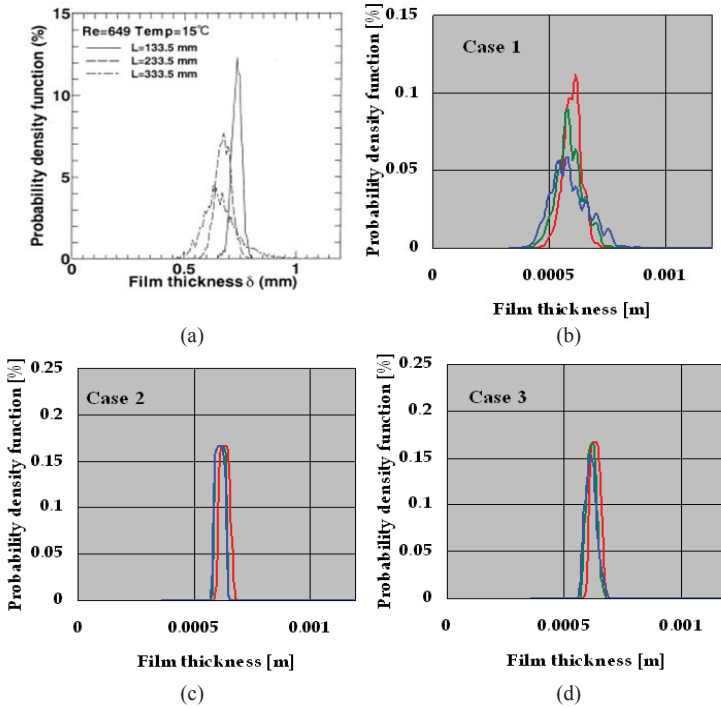 15
10
5
0
Probability density function (%)
Re=649 Temp=15℃
L=133.5 mm
L=233.5 mm
L=333.5 mm
0 0.5 1
Film thickness δ (mm)
(a)
0.15
0.1
0.05
0
Probability density function [%]
Case 1
0 0.0005 0.001
Film thickness [m]
(b)
0.25
0.2
0.15
0.1
0.05
0
Probability density function [%]
Case 2
0 0.0005 0.001
Film thickness [m]
(c)
0.25
0.2
0.15
0.1
0.05
0
Probability density function [%]
Case 3
0 0.0005 0.001
Film thickness [m]
(d)